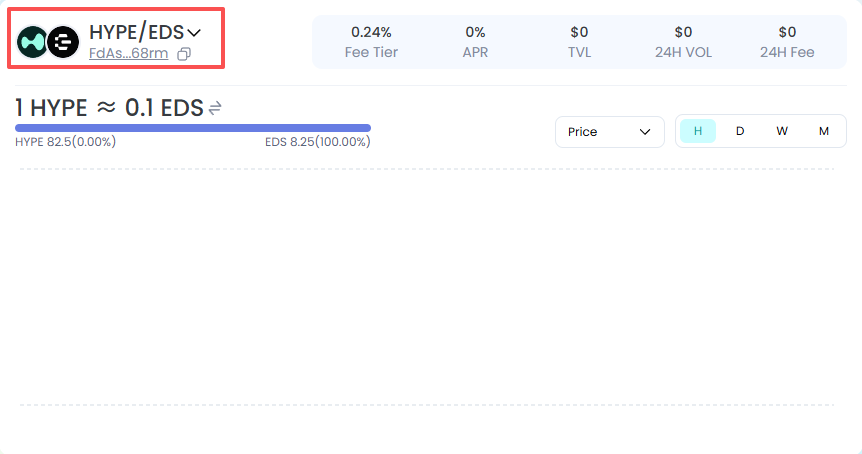 HYPE/EDS
FdAs...68rm
0.24% 0% $0 $0 $0
Fee Tier APR TVL 24H VOL 24H Fee
1 HYPE ≈ 0.1 EDS
HYPE 82.5(0.00%) EDS 8.25(100.00%)
Price H D W M